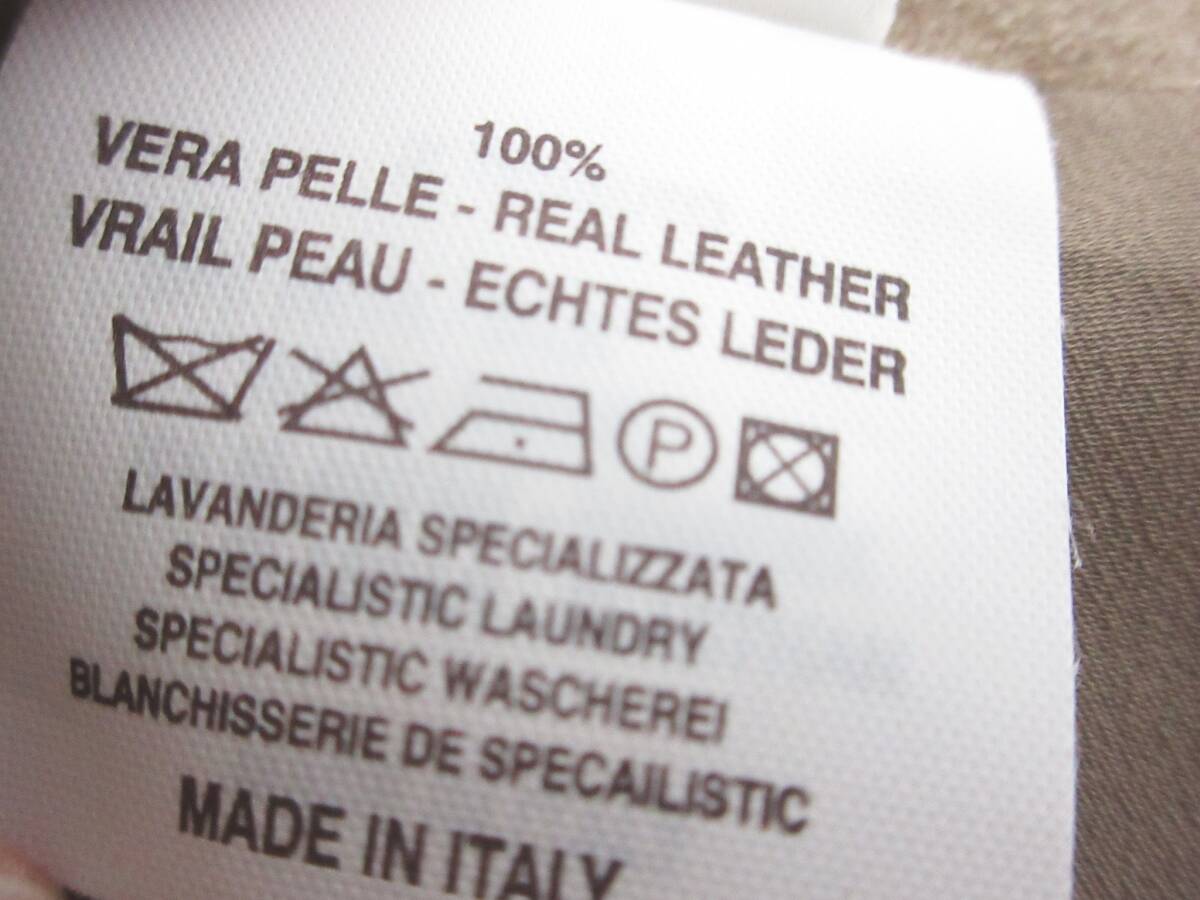 100%
VERA PELLE - REAL LEATHER
VRAIL PEAU - ECHTES LEDER
P
LAVANDERIA SPECIALIZZATA
SPECIALISTIC LAUNDRY
SPECIALISTIC WASCHEREI
BLANCHISSERIE DE SPECAILISTIC
MADE IN ITALY